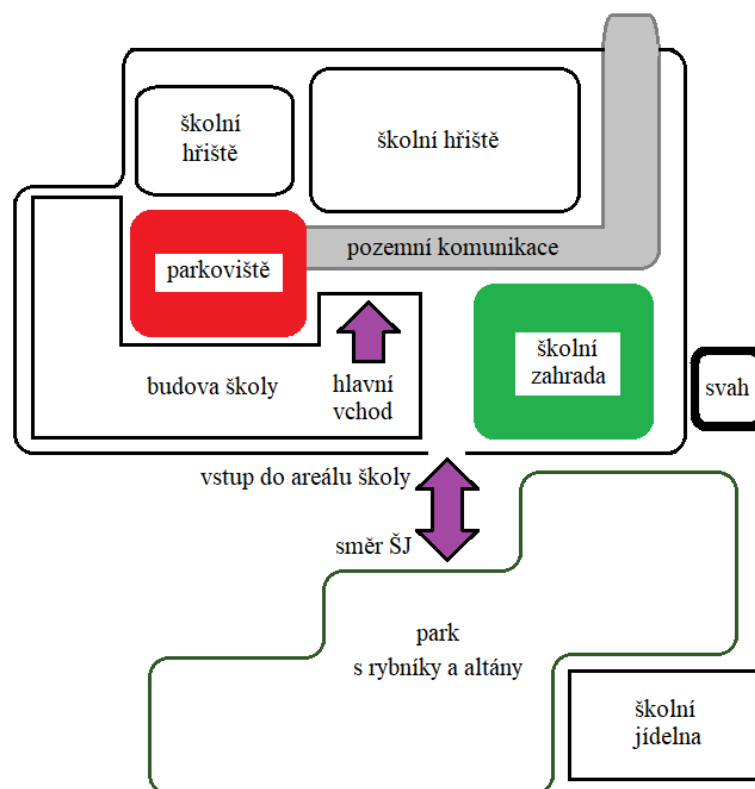 školní
hřiště
školní hřiště
parkoviště
pozemní komunikace
školní
zahrada
svah
budova školy
hlavní
vchod
vstup do areálu školy
směr ŠJ
park
s rybníky a altány
školní
jídelna